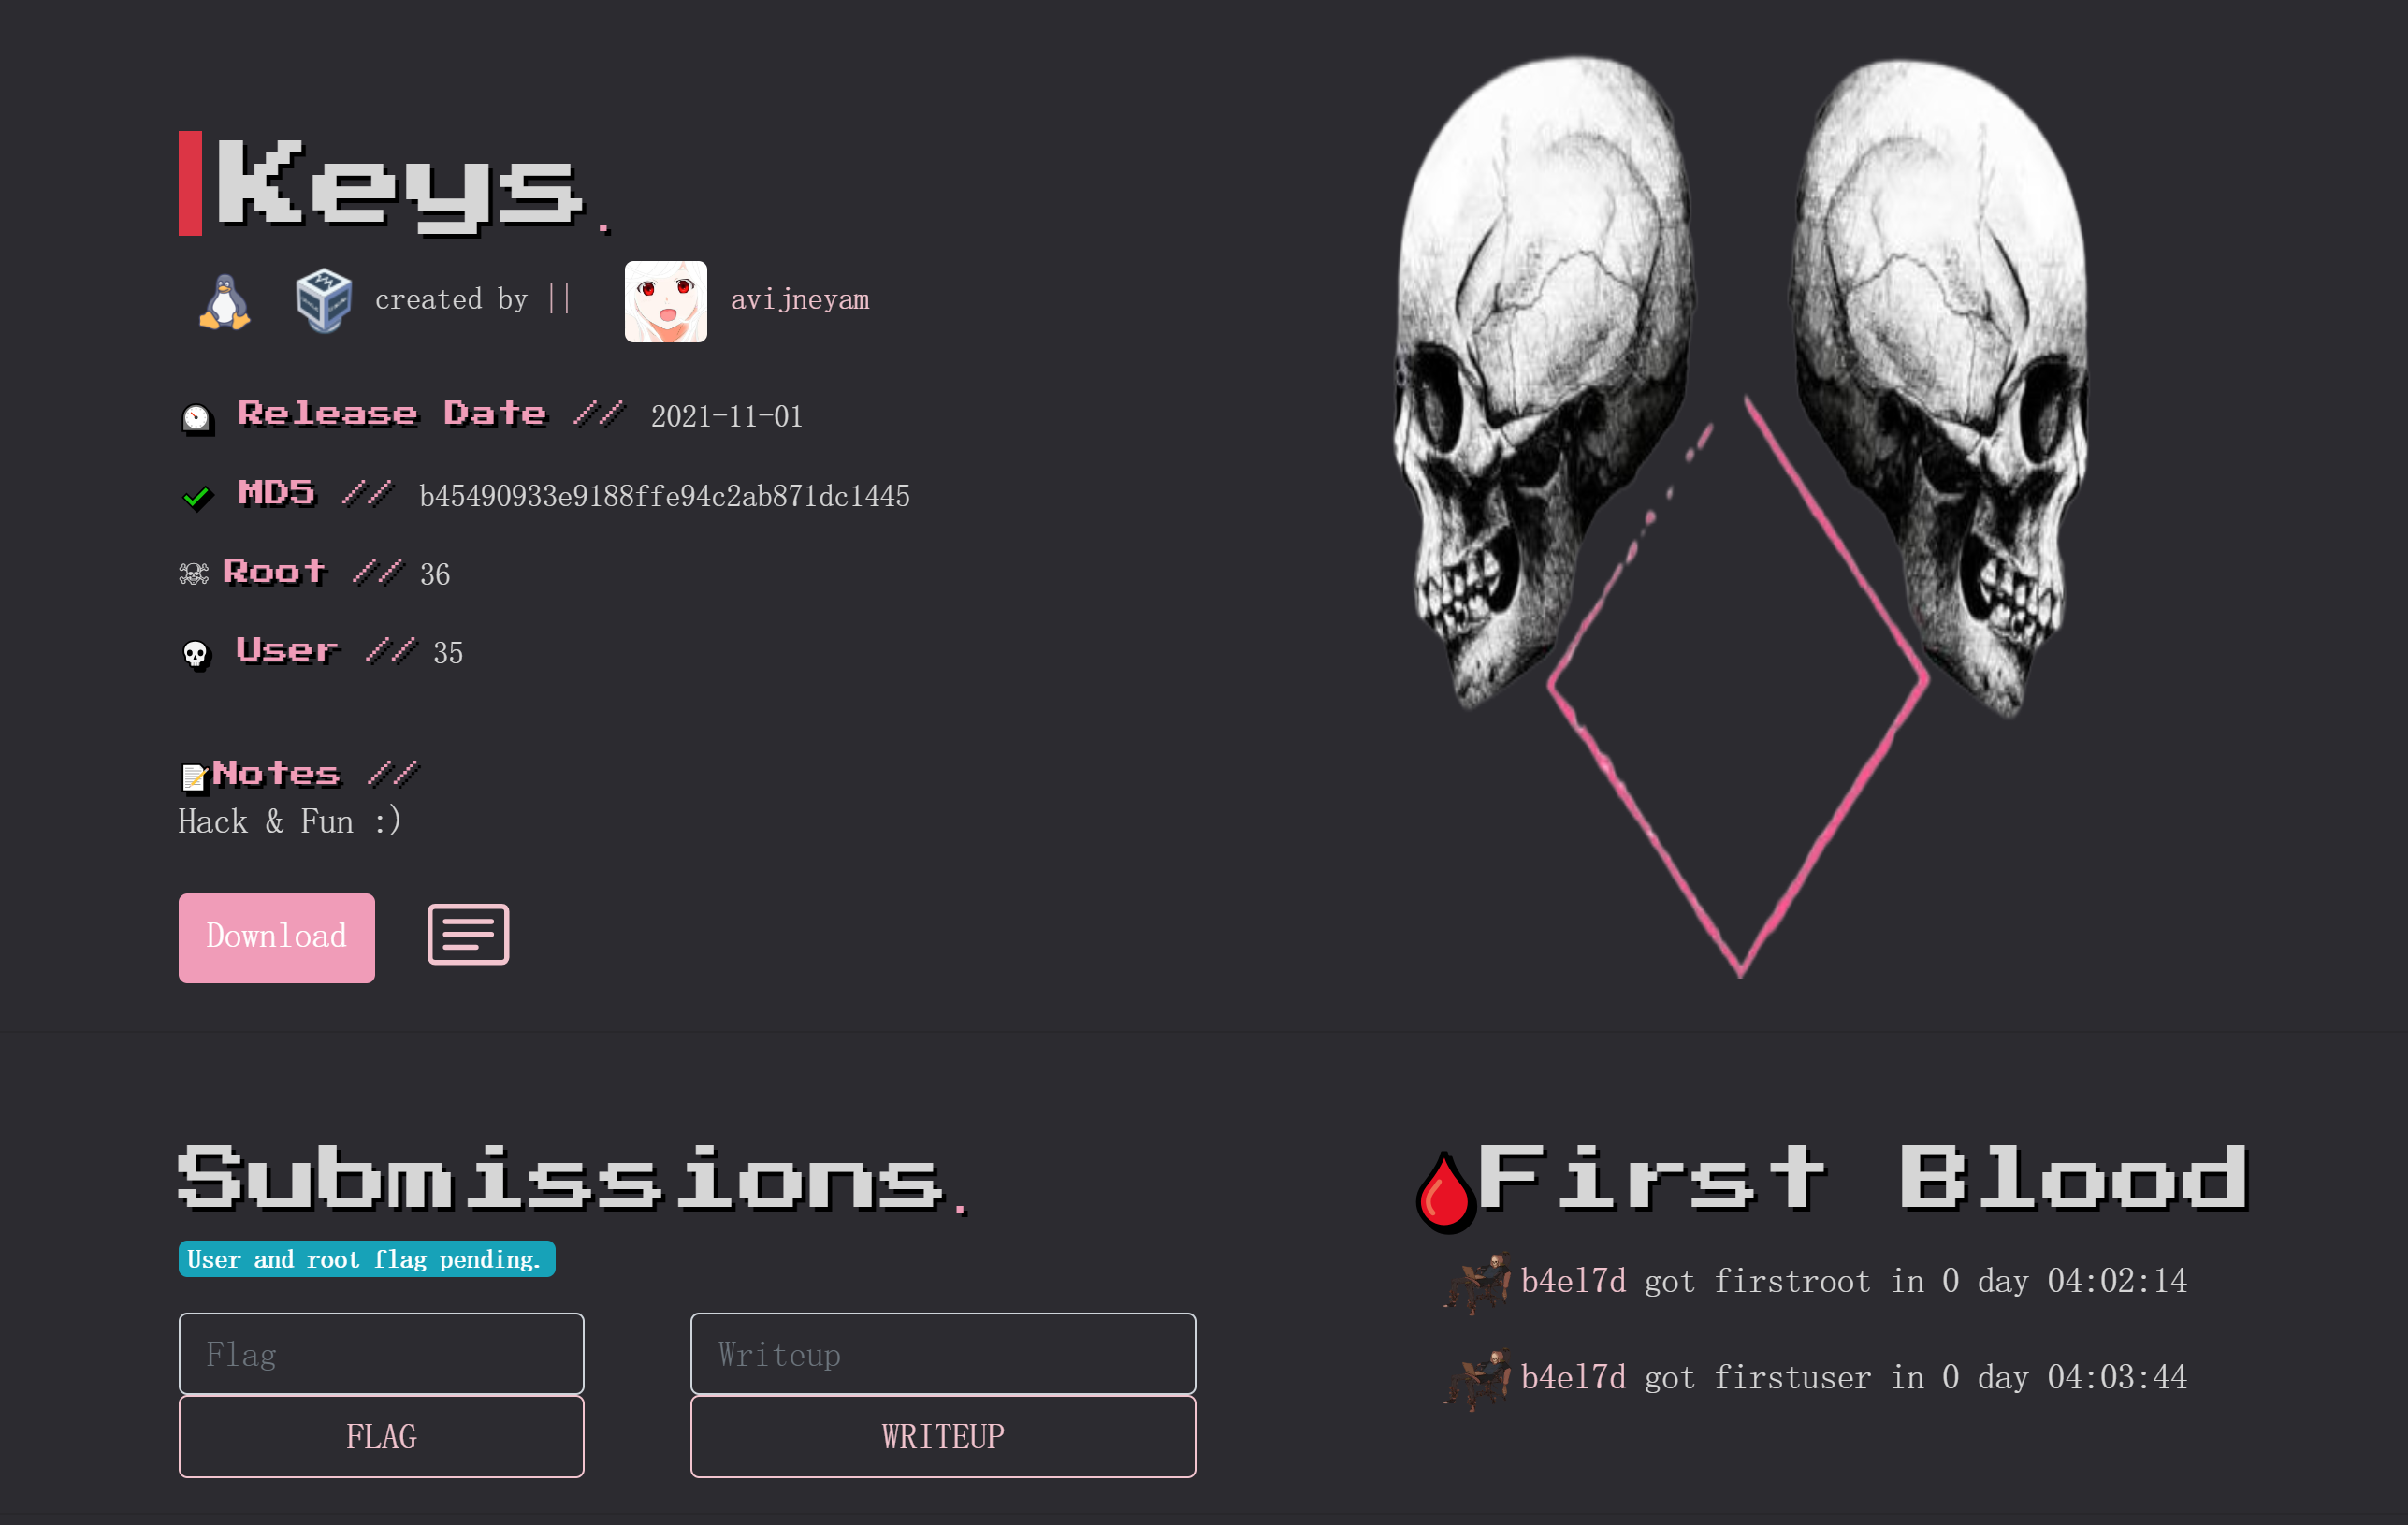 Keys.
created by || avijneyam
Release Date // 2021-11-01
MD5 // b45490933e9188ffe94c2ab871dc1445
Root // 36
User // 35
Notes //
Hack & Fun :)
Download
Submissions.
User and root flag pending.
Flag
Writeup
FLAG
WRITEUP
First Blood
b4el7d got firstroot in 0 day 04:02:14
b4el7d got firstuser in 0 day 04:03:44